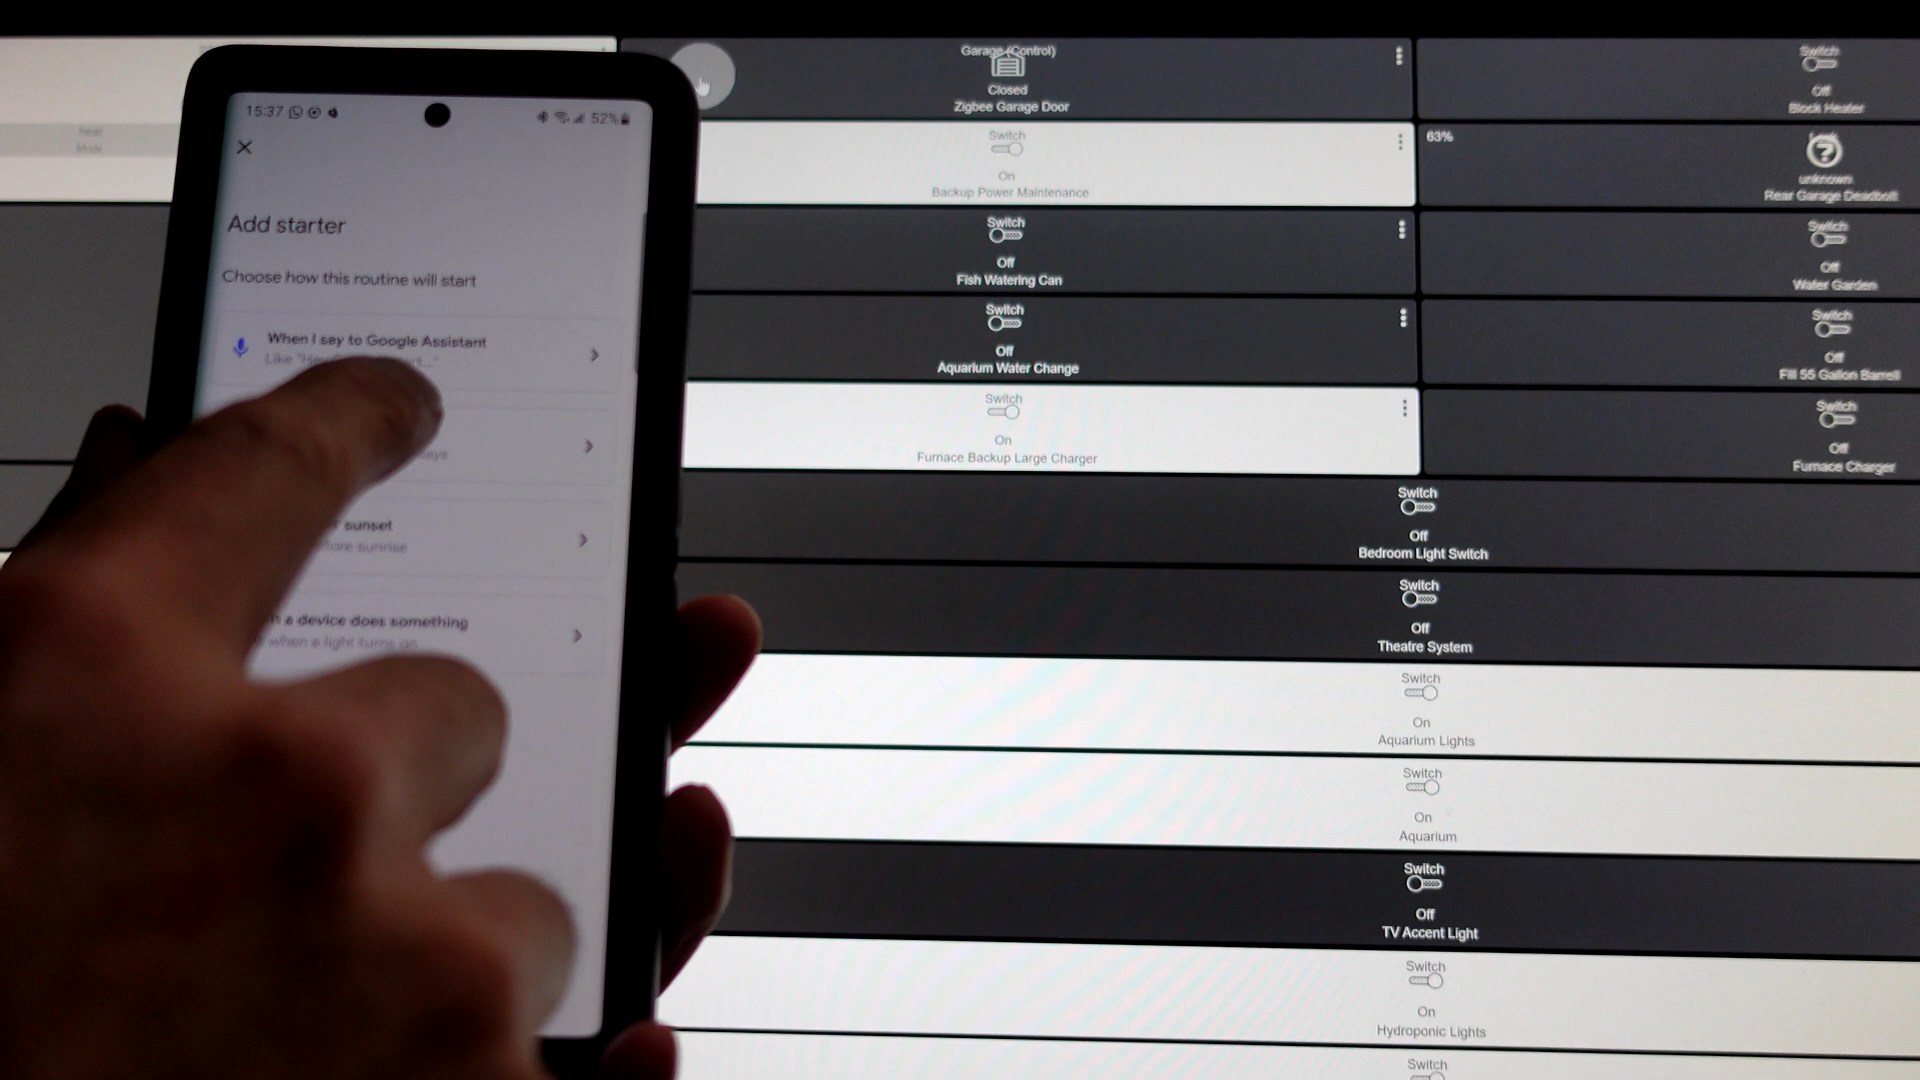 15:37
52%
Add starter
Choose how this routine will start
When I say to Google Assistant
Like "Hey
days
sunset
sunrise
a device does something
when a light turns on
heat
Mode
Garage (Control)
Closed
Zigbee Garage Door
Switch
On
Backup Power Maintenance
Switch
Off
Fish Watering Can
Switch
Off
Aquarium Water Change
Switch
On
Furnace Backup Large Charger
Switch
Off
Block Heater
63%
unknown
Rear Garage Deadbolt
Switch
Off
Water Garden
Switch
Off
Fill 55 Gallon Barrell
Switch
Off
Furnace Charger
Switch
Off
Bedroom Light Switch
Switch
Off
Theatre System
Switch
On
Aquarium Lights
Switch
On
Aquarium
Switch
Off
TV Accent Light
Switch
On
Hydroponic Lights
Switch